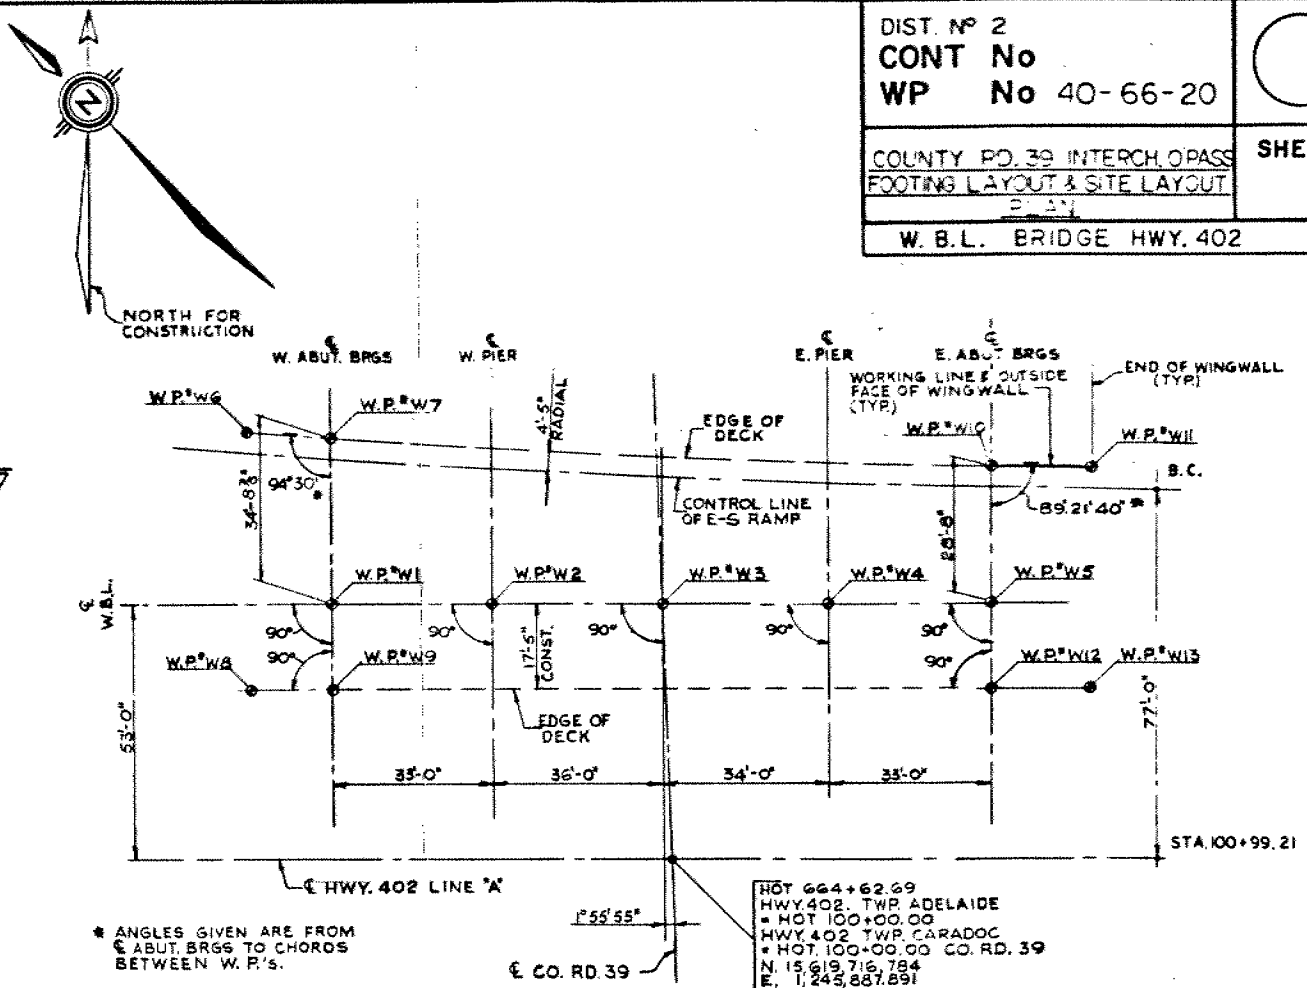 DIST. Nº 2
CONT No
WP No 40-66-20
COUNTY RD. 39 INTERCH. O'PASS
FOOTING LAYOUT & SITE LAYOUT
PLAN
SHE
W. B. L. BRIDGE HWY. 402
N
NORTH FOR
CONSTRUCTION
℄
W. ABUT. BRGS
℄
W. PIER
℄
E. PIER
℄
E. ABUT BRGS
WORKING LINE & OUTSIDE
FACE OF WINGWALL
(TYP.)
END OF WINGWALL
(TYP.)
W.P.#W6
W.P.#W7
4'-5"
RADIAL
EDGE OF
DECK
W.P.#W10
W.P.#W11
B.C.
7
34'-8⅜"
94°30'
*
CONTROL LINE
OF E-S RAMP
28'-8"
89°21'40" *
℄
W.B.L.
W.P.#W1
W.P.#W2
W.P.#W3
W.P.#W4
W.P.#W5
90°
90°
90°
90°
90°
90°
90°
17'-5"
CONST.
W.P.#W8
W.P.#W9
W.P.#W12
W.P.#W13
EDGE OF
DECK
53'-0"
77'-0"
33'-0"
36'-0"
34'-0"
33'-0"
STA. 100+99.21
℄ HWY. 402 LINE "A"
1°55'55"
HOT 664+62.69
HWY. 402. TWP. ADELAIDE
= HOT 100+00.00
HWY. 402 TWP. CARADOC
= HOT. 100+00.00 CO. RD. 39
N. 15,619,716,784
E. 1,245,887.891
* ANGLES GIVEN ARE FROM
℄ ABUT. BRGS TO CHORDS
BETWEEN W. P.'s.
℄ CO. RD. 39